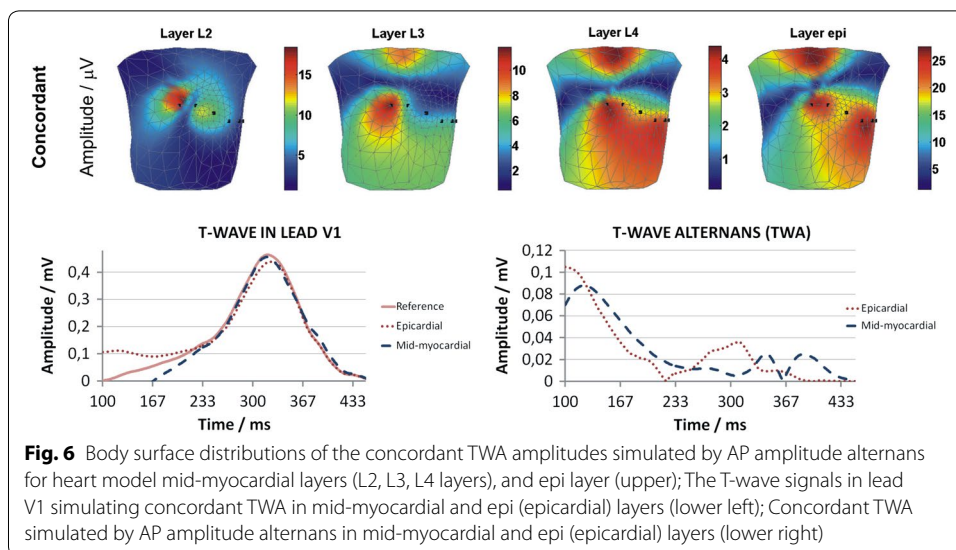 Layer L2
Layer L3
Layer L4
Layer epi
Concordant
Amplitude / μV
15
10
5
10
8
6
4
2
4
3
2
1
25
20
15
10
5
T-WAVE IN LEAD V1
Amplitude / mV
0,4
0,3
0,2
0,1
0
100 167 233 300 367 433
Time / ms
Reference
Epicardial
Mid-myocardial
T-WAVE ALTERNANS (TWA)
Amplitude / mV
0,12
0,1
0,08
0,06
0,04
0,02
0
100 167 233 300 367 433
Time / ms
Epicardial
Mid-myocardial
Fig. 6 Body surface distributions of the concordant TWA amplitudes simulated by AP amplitude alternans
for heart model mid-myocardial layers (L2, L3, L4 layers), and epi layer (upper); The T-wave signals in lead
V1 simulating concordant TWA in mid-myocardial and epi (epicardial) layers (lower left); Concordant TWA
simulated by AP amplitude alternans in mid-myocardial and epi (epicardial) layers (lower right)